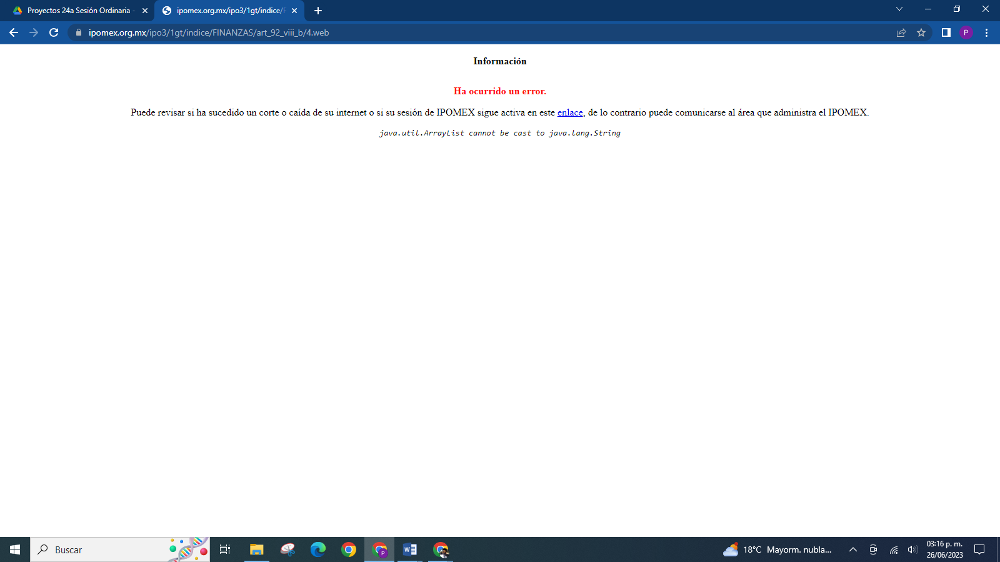 Proyectos 24a Sesión Ordinaria -
ipomex.org.mx/ipo3/1gt/indice/F
ipomex.org.mx/ipo3/1gt/indice/FINANZAS/art_92_viii_b/4.web
P
Información
Ha ocurrido un error.
Puede revisar si ha sucedido un corte o caída de su internet o si su sesión de IPOMEX sigue activa en este enlace, de lo contrario puede comunicarse al área que administra el IPOMEX.
java.util.ArrayList cannot be cast to java.lang.String
Buscar
P
W
18°C Mayorm. nubla...
03:16 p. m.
26/06/2023